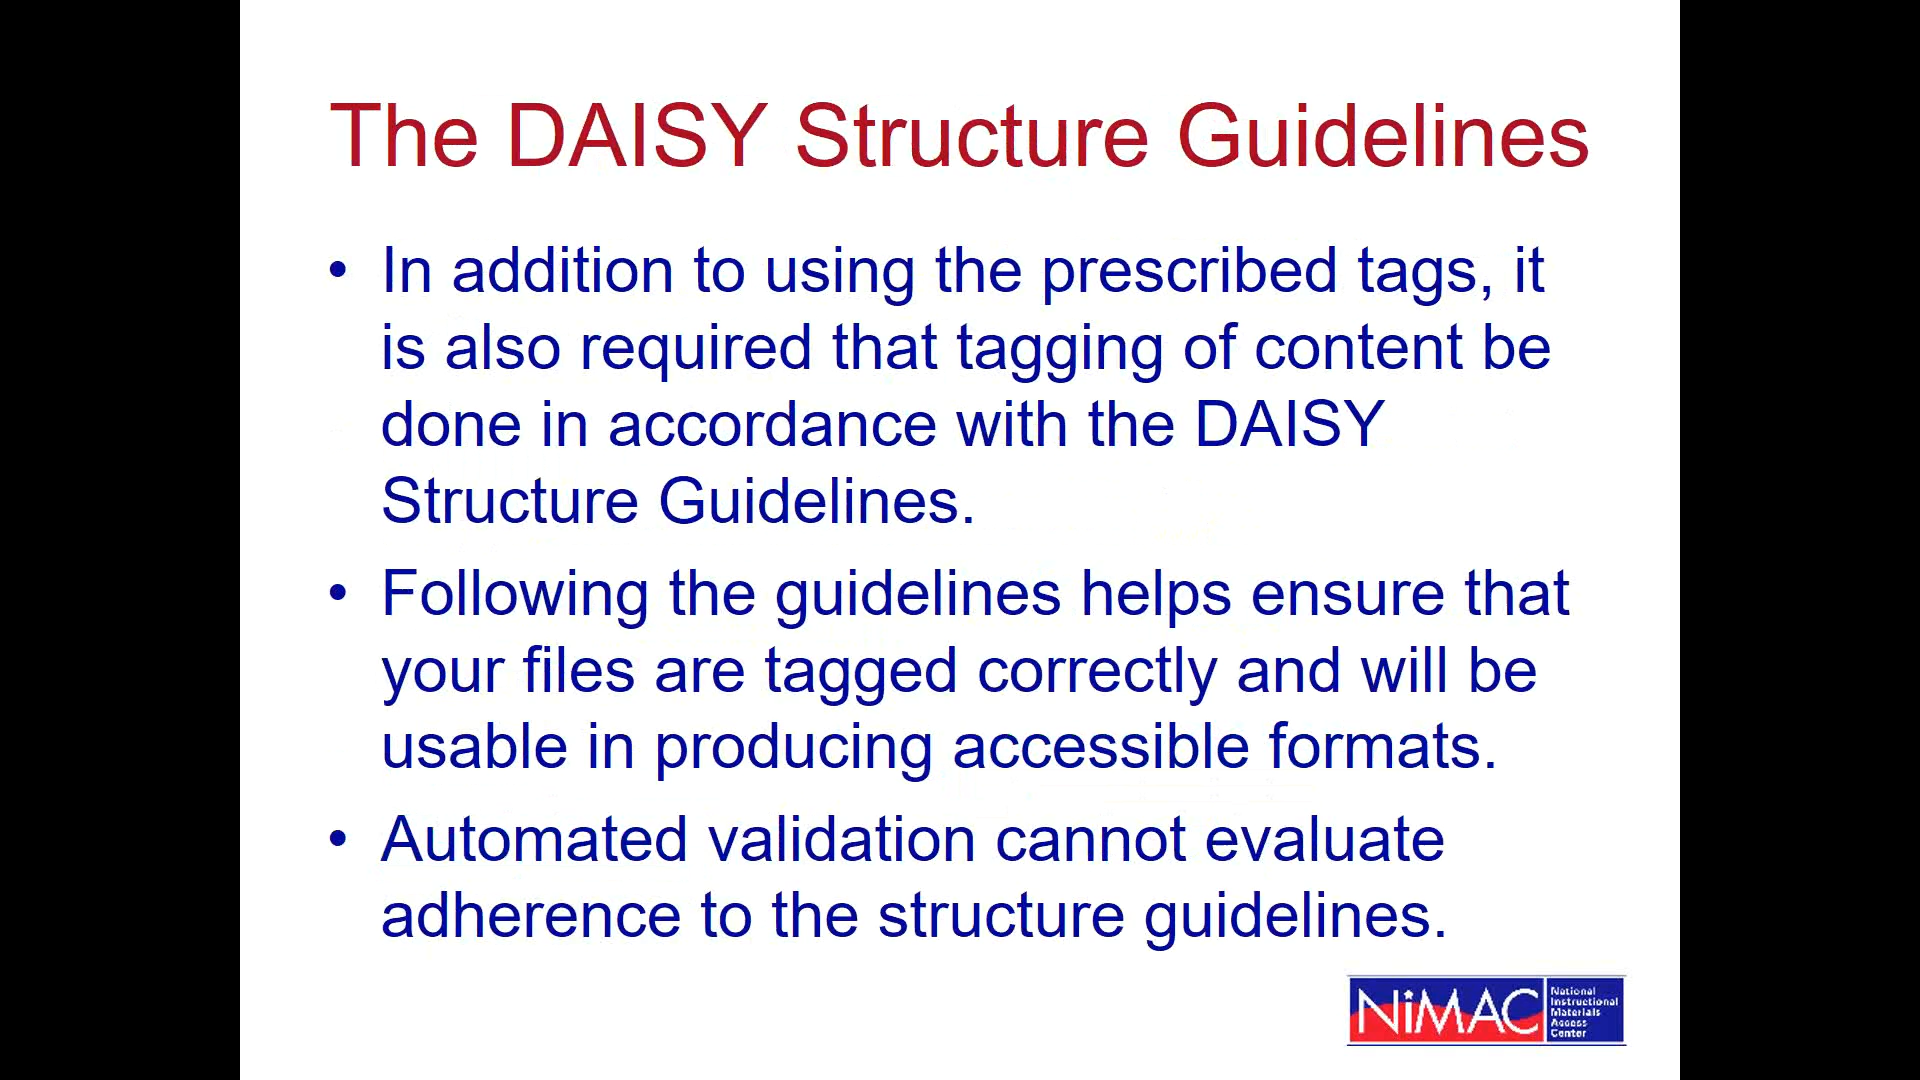 The DAISY Structure Guidelines
• In addition to using the prescribed tags, it
is also required that tagging of content be
done in accordance with the DAISY
Structure Guidelines.
• Following the guidelines helps ensure that
your files are tagged correctly and will be
usable in producing accessible formats.
• Automated validation cannot evaluate
adherence to the structure guidelines.
NiMAC
National
Instructional
Materials
Access
Center